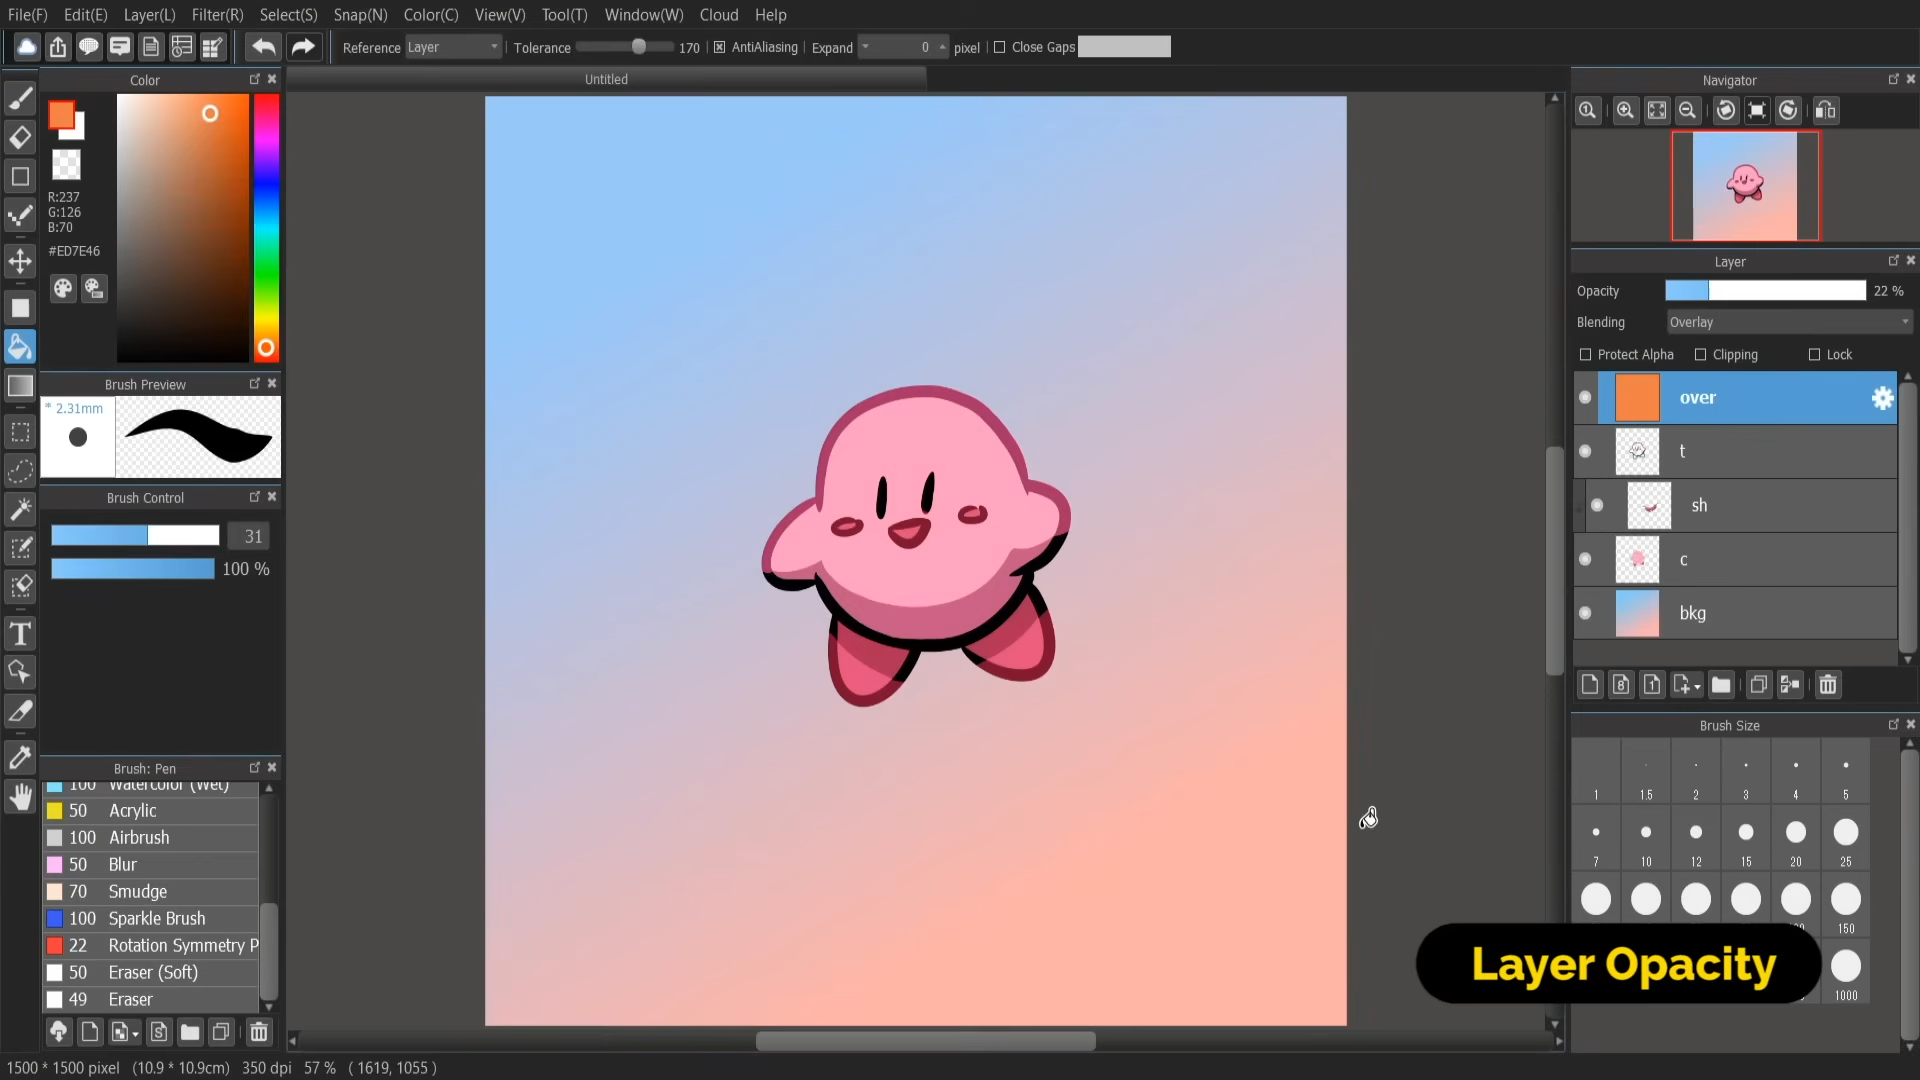 File(F) Edit(E) Layer(L) Filter(R) Select(S) Snap(N) Color(C) View(V) Tool(T) Window(W) Cloud Help
Reference Layer Tolerance 170 AntiAliasing Expand 0 pixel Close Gaps
Color
Untitled
Navigator
R:237
G:126
B:70
#ED7E46
Layer
Opacity 22 %
Blending Overlay
Protect Alpha Clipping Lock
over
t
sh
c
bkg
Brush Preview
* 2.31mm
Brush Control
31
100 %
Brush: Pen
100 Watercolor (Wet)
50 Acrylic
100 Airbrush
50 Blur
70 Smudge
100 Sparkle Brush
22 Rotation Symmetry P
50 Eraser (Soft)
49 Eraser
Brush Size
1 1.5 2 3 4 5
7 10 12 15 20 25
150
1000
Layer Opacity
1500 * 1500 pixel (10.9 * 10.9cm) 350 dpi 57 % ( 1619, 1055 )